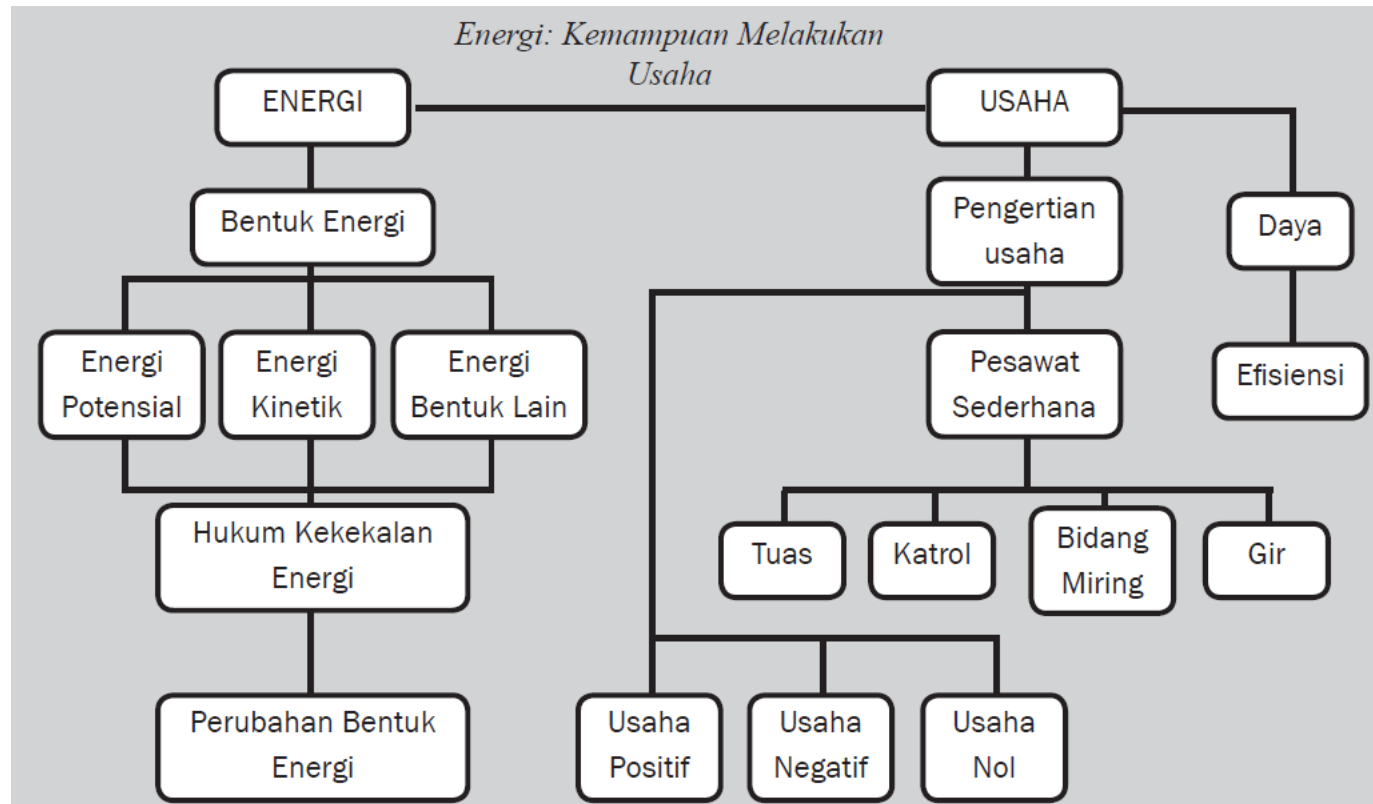 Energi: Kemampuan Melakukan
Usaha
ENERGI
USAHA
Bentuk Energi
Pengertian
usaha
Daya
Energi
Potensial
Energi
Kinetik
Energi
Bentuk Lain
Pesawat
Sederhana
Efisiensi
Hukum Kekekalan
Energi
Tuas
Katrol
Bidang
Miring
Gir
Perubahan Bentuk
Energi
Usaha
Positif
Usaha
Negatif
Usaha
Nol